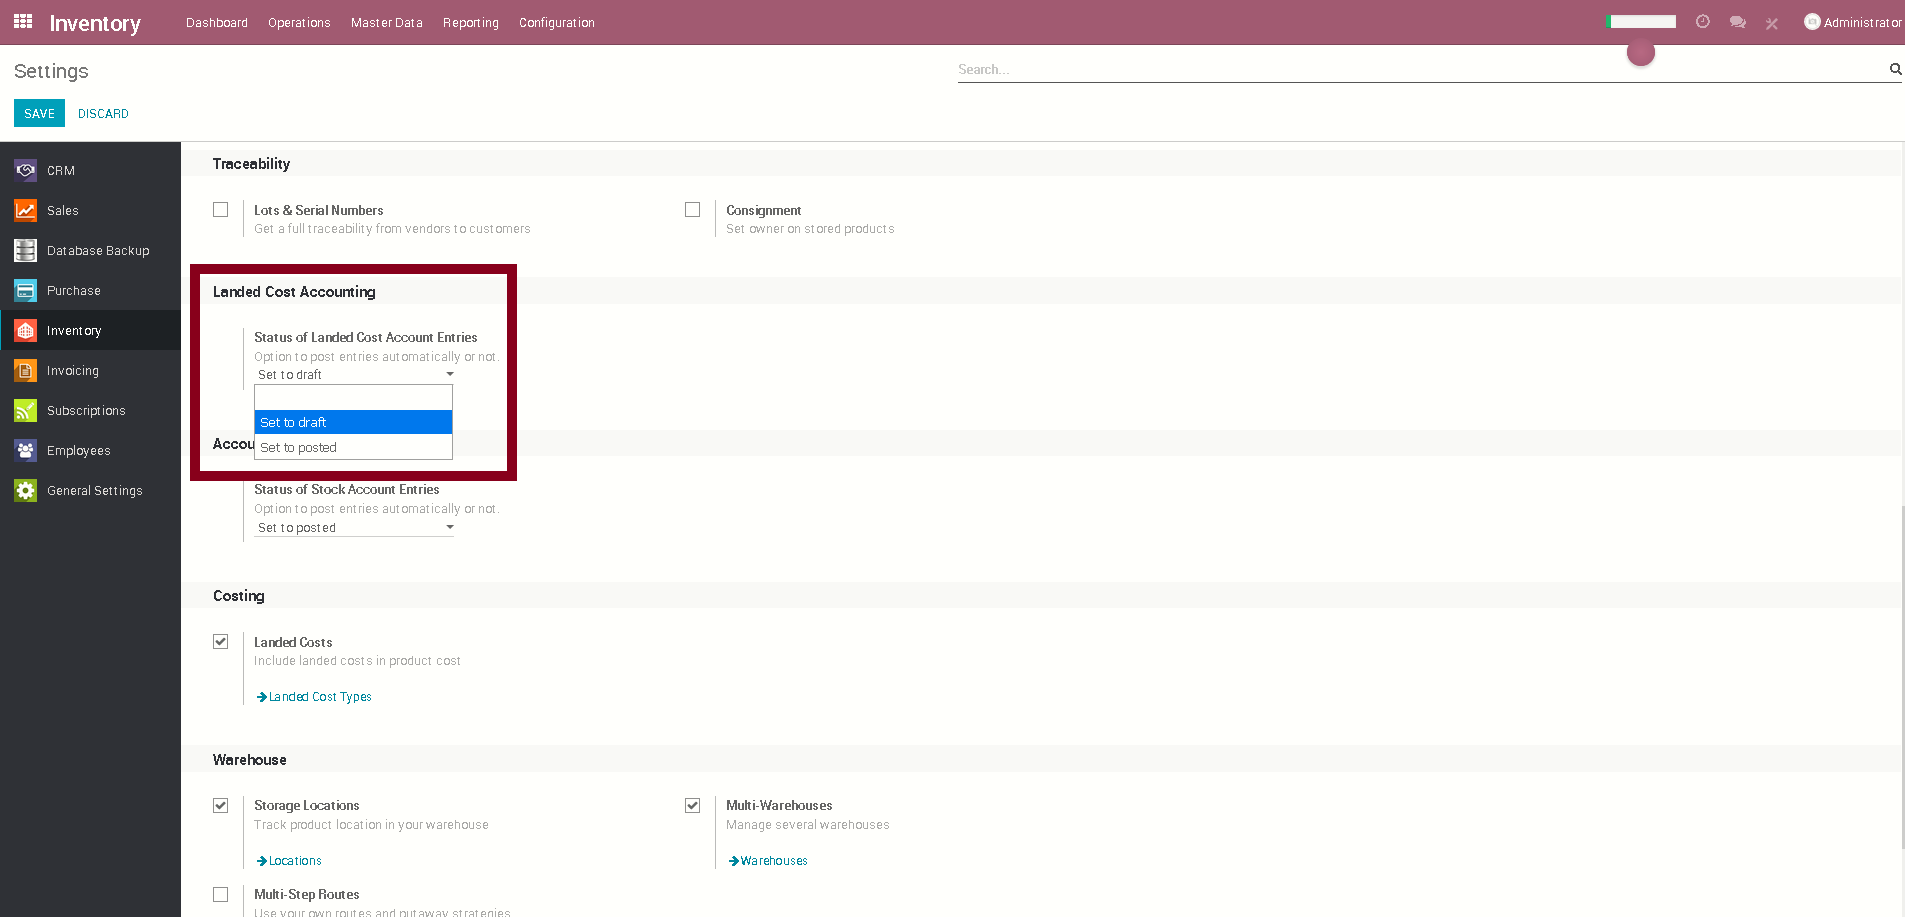 Inventory
Dashboard Operations Master Data Reporting Configuration
Administrator
Settings
Search...
SAVE DISCARD
CRM
Sales
Database Backup
Purchase
Inventory
Invoicing
Subscriptions
Employees
General Settings
Traceability
Lots & Serial Numbers
Get a full traceability from vendors to customers
Consignment
Set owner on stored products
Landed Cost Accounting
Status of Landed Cost Account Entries
Option to post entries automatically or not.
Set to draft
Set to draft
Set to posted
Status of Stock Account Entries
Option to post entries automatically or not.
Set to posted
Costing
Landed Costs
Include landed costs in product cost
Landed Cost Types
Warehouse
Storage Locations
Track product location in your warehouse
Locations
Multi-Warehouses
Manage several warehouses
Warehouses
Multi-Step Routes
Use your own routes and putaway strategies